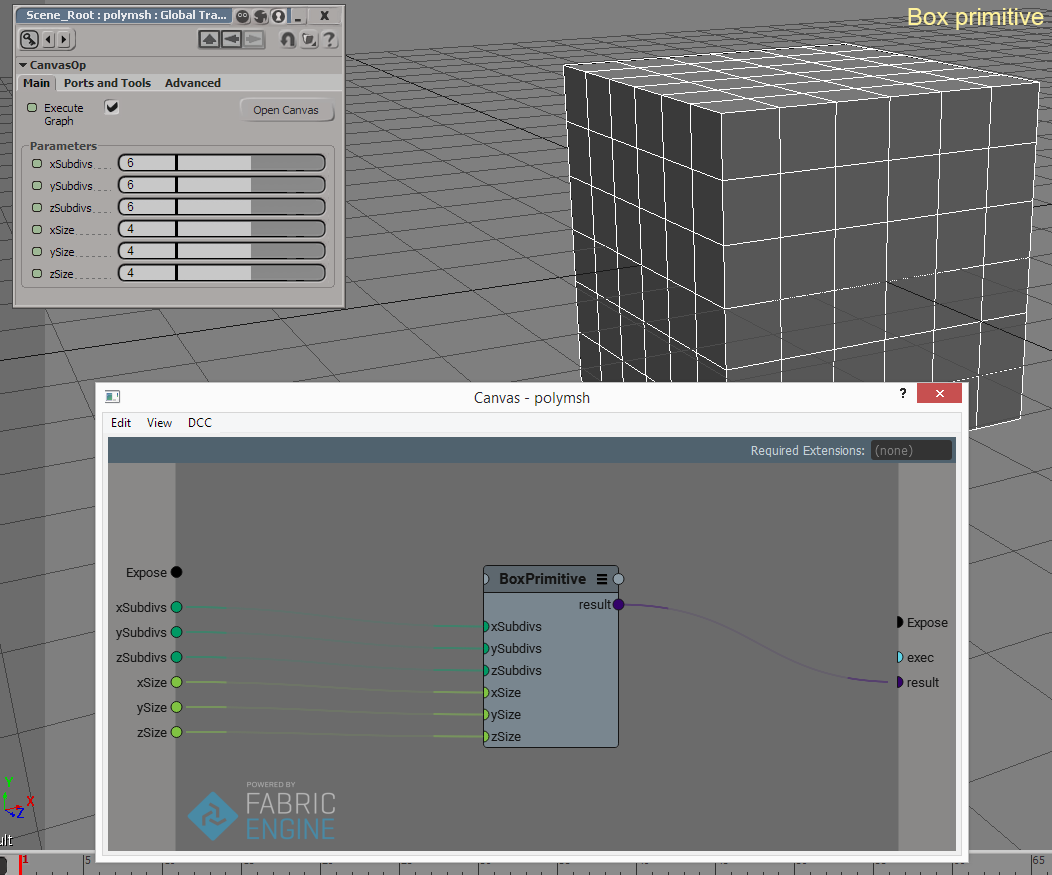 Scene_Root : polymsh : Global Tra...
Box primitive
CanvasOp
Main Ports and Tools Advanced
Execute Graph
Open Canvas
Parameters
xSubdivs 6
ySubdivs 6
zSubdivs 6
xSize 4
ySize 4
zSize 4
Canvas - polymsh
?
Edit View DCC
Required Extensions: (none)
Expose
xSubdivs
ySubdivs
zSubdivs
xSize
ySize
zSize
BoxPrimitive
result
xSubdivs
ySubdivs
zSubdivs
xSize
ySize
zSize
Expose
exec
result
POWERED BY
FABRIC
ENGINE
Y
X
Z
ult
1 5 65